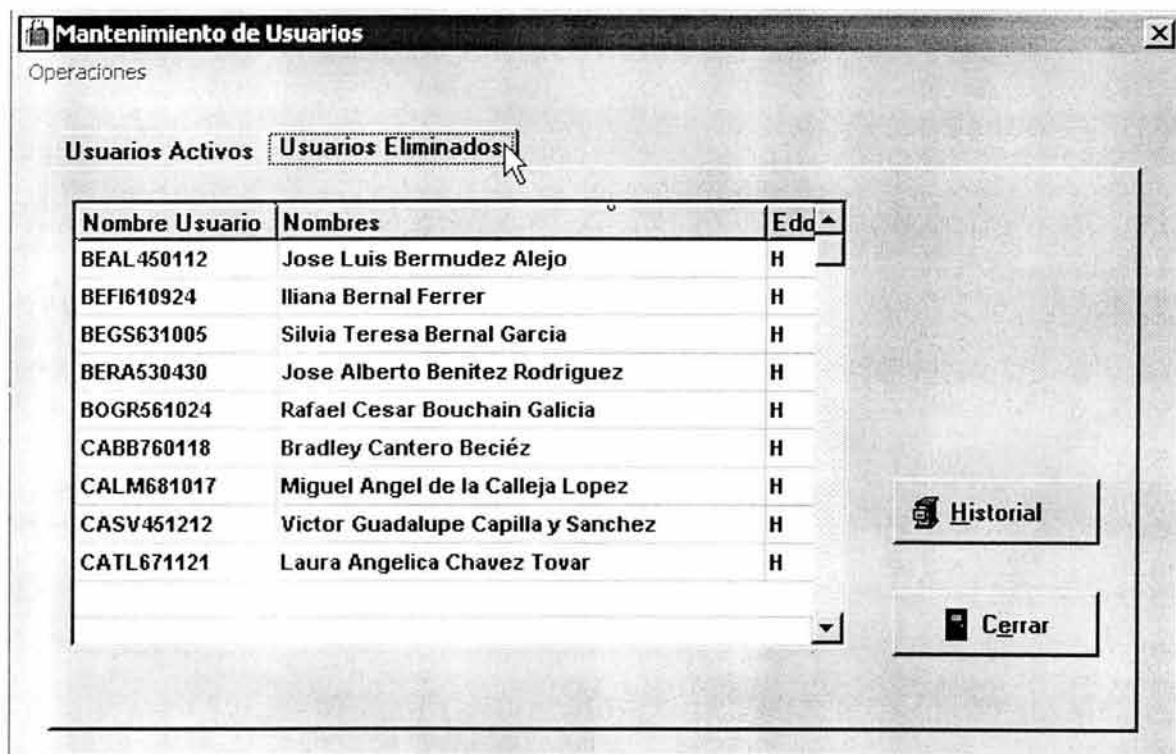 Mantenimiento de Usuarios
Operaciones
Usuarios Activos Usuarios Eliminados
Nombre Usuario Nombres Edo
BEAL450112 Jose Luis Bermudez Alejo H
BEFI610924 Iliana Bernal Ferrer H
BEGS631005 Silvia Teresa Bernal Garcia H
BERA530430 Jose Alberto Benitez Rodriguez H
BOGR561024 Rafael Cesar Bouchain Galicia H
CABB760118 Bradley Cantero Beciéz H
CALM681017 Miguel Angel de la Calleja Lopez H
CASV451212 Victor Guadalupe Capilla y Sanchez H
CATL671121 Laura Angelica Chavez Tovar H
Historial
Cerrar